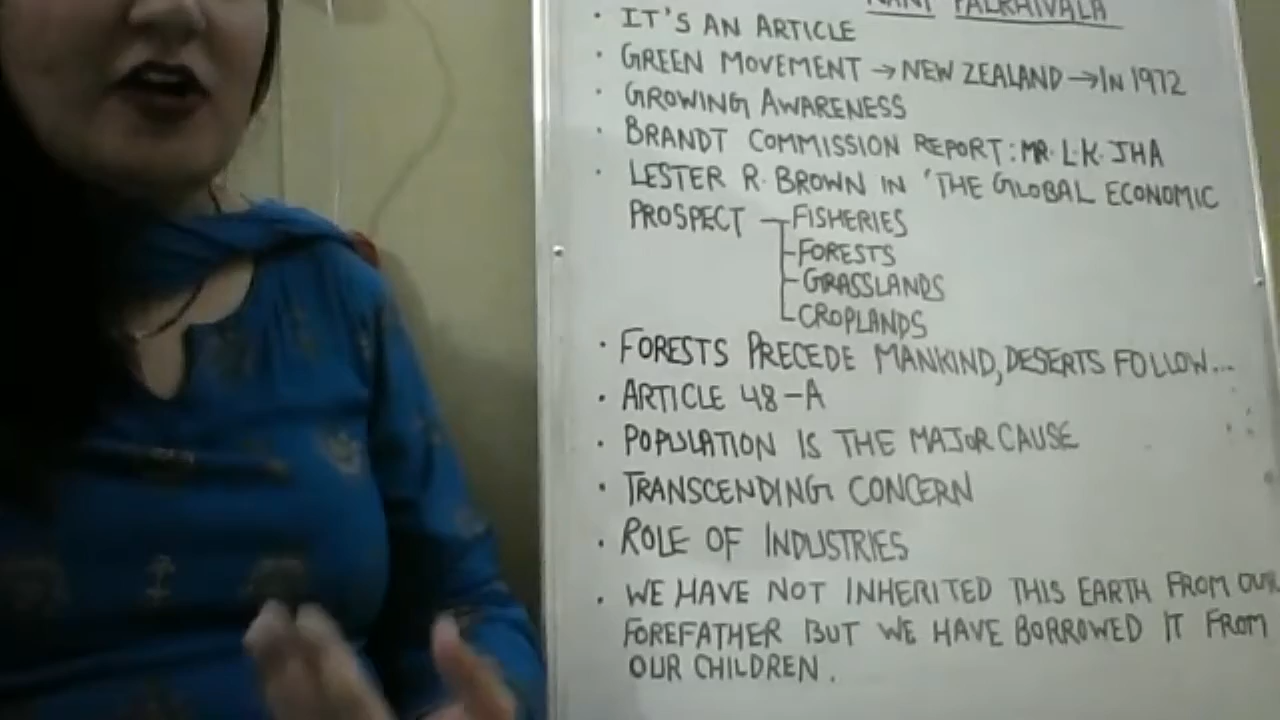 NANI PALKHIVALA
· IT'S AN ARTICLE
· GREEN MOVEMENT → NEW ZEALAND → IN 1972
· GROWING AWARENESS
· BRANDT COMMISSION REPORT: MR. L.K. JHA
· LESTER R. BROWN IN 'THE GLOBAL ECONOMIC
PROSPECT — FISHERIES
FORESTS
GRASSLANDS
CROPLANDS
· FORESTS PRECEDE MANKIND, DESERTS FOLLOW...
· ARTICLE 48-A
· POPULATION IS THE MAJOR CAUSE
· TRANSCENDING CONCERN
· ROLE OF INDUSTRIES
· WE HAVE NOT INHERITED THIS EARTH FROM OUR
FOREFATHER BUT WE HAVE BORROWED IT FROM
OUR CHILDREN.